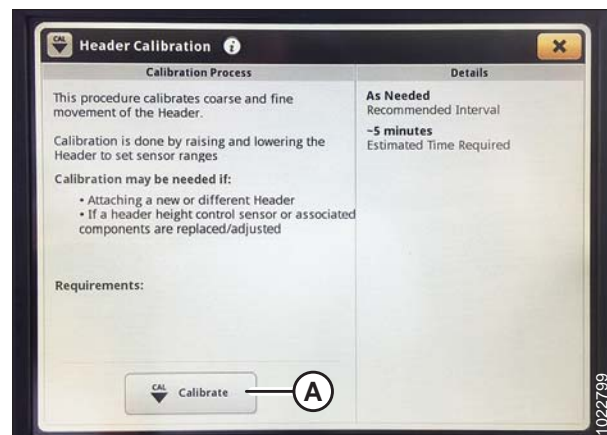 CAL Header Calibration i
Calibration Process
This procedure calibrates coarse and fine
movement of the Header.
Calibration is done by raising and lowering the
Header to set sensor ranges
Calibration may be needed if:
• Attaching a new or different Header
• If a header height control sensor or associated
components are replaced/adjusted
Requirements:
CAL Calibrate
A
Details
As Needed
Recommended Interval
~5 minutes
Estimated Time Required
1022799